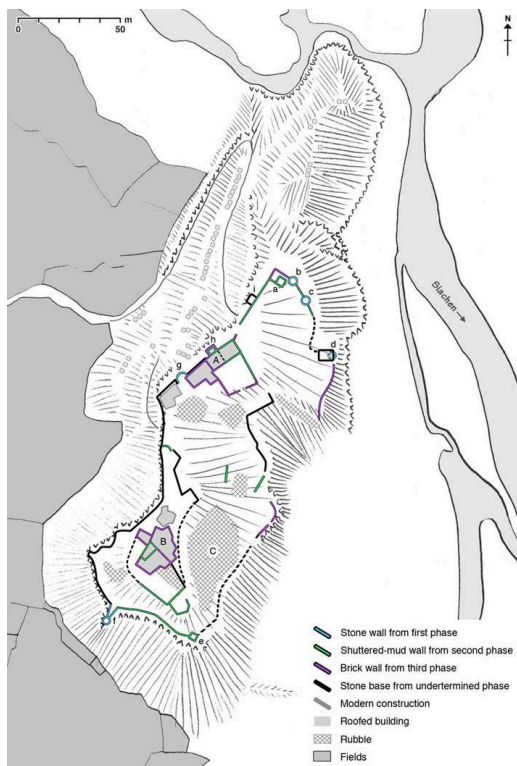 0 50 m
N
Slachen
a
b
c
i
d
h
A
g
B
C
f
e
Stone wall from first phase
Shuttered-mud wall from second phase
Brick wall from third phase
Stone base from undertermined phase
Modern construction
Roofed building
Rubble
Fields